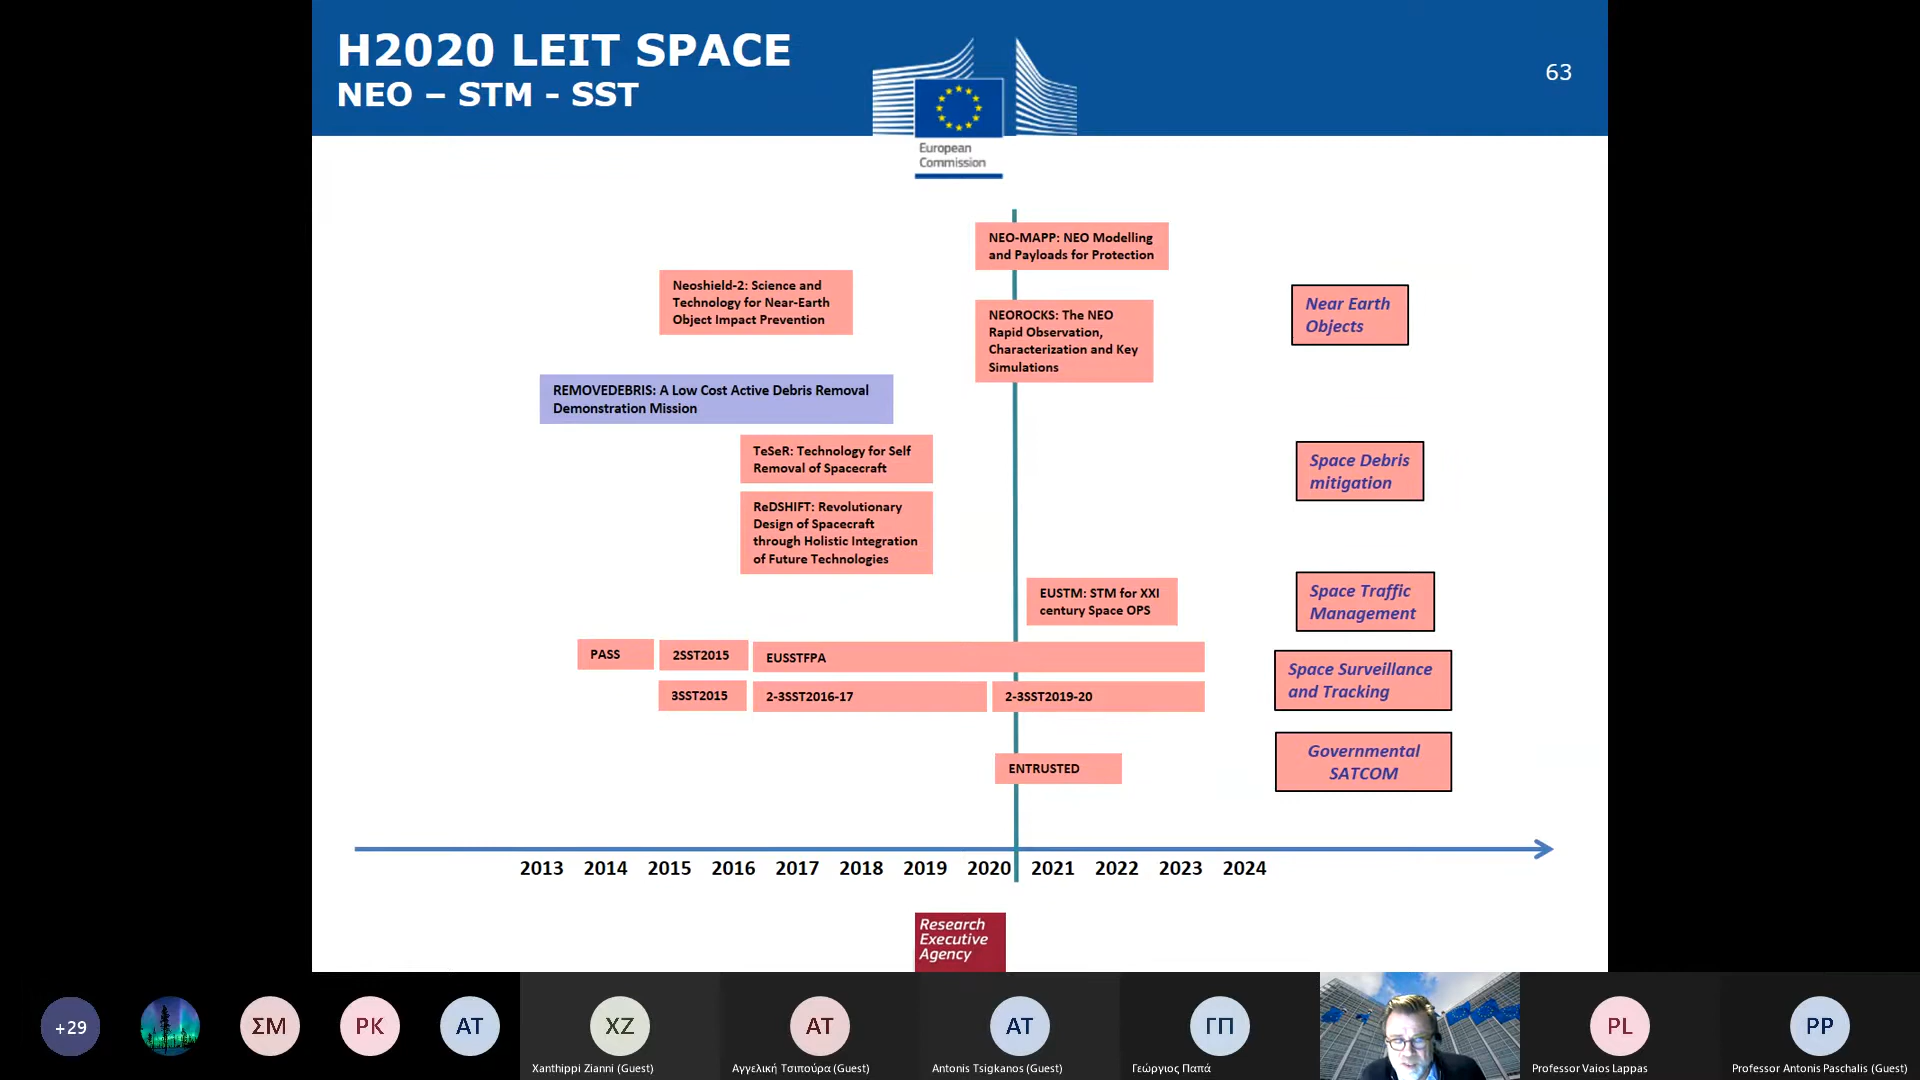 H2020 LEIT SPACE
NEO – STM - SST
63
European
Commission
NEO-MAPP: NEO Modelling
and Payloads for Protection
Neoshield-2: Science and
Technology for Near-Earth
Object Impact Prevention
NEOROCKS: The NEO
Rapid Observation,
Characterization and Key
Simulations
Near Earth
Objects
REMOVEDEBRIS: A Low Cost Active Debris Removal
Demonstration Mission
TeSeR: Technology for Self
Removal of Spacecraft
Space Debris
mitigation
ReDSHIFT: Revolutionary
Design of Spacecraft
through Holistic Integration
of Future Technologies
EUSTM: STM for XXI
century Space OPS
Space Traffic
Management
PASS
2SST2015
EUSSTFPA
Space Surveillance
and Tracking
3SST2015
2-3SST2016-17
2-3SST2019-20
ENTRUSTED
Governmental
SATCOM
2013 2014 2015 2016 2017 2018 2019 2020 2021 2022 2023 2024
Research
Executive
Agency
+29
ΣΜ
PK
AT
XZ
Xanthippi Zianni (Guest)
ΑΤ
Αγγελική Τσιπούρα (Guest)
AT
Antonis Tsigkanos (Guest)
ΓΠ
Γεώργιος Παπά
PL
Professor Vaios Lappas
PP
Professor Antonis Paschalis (Guest)